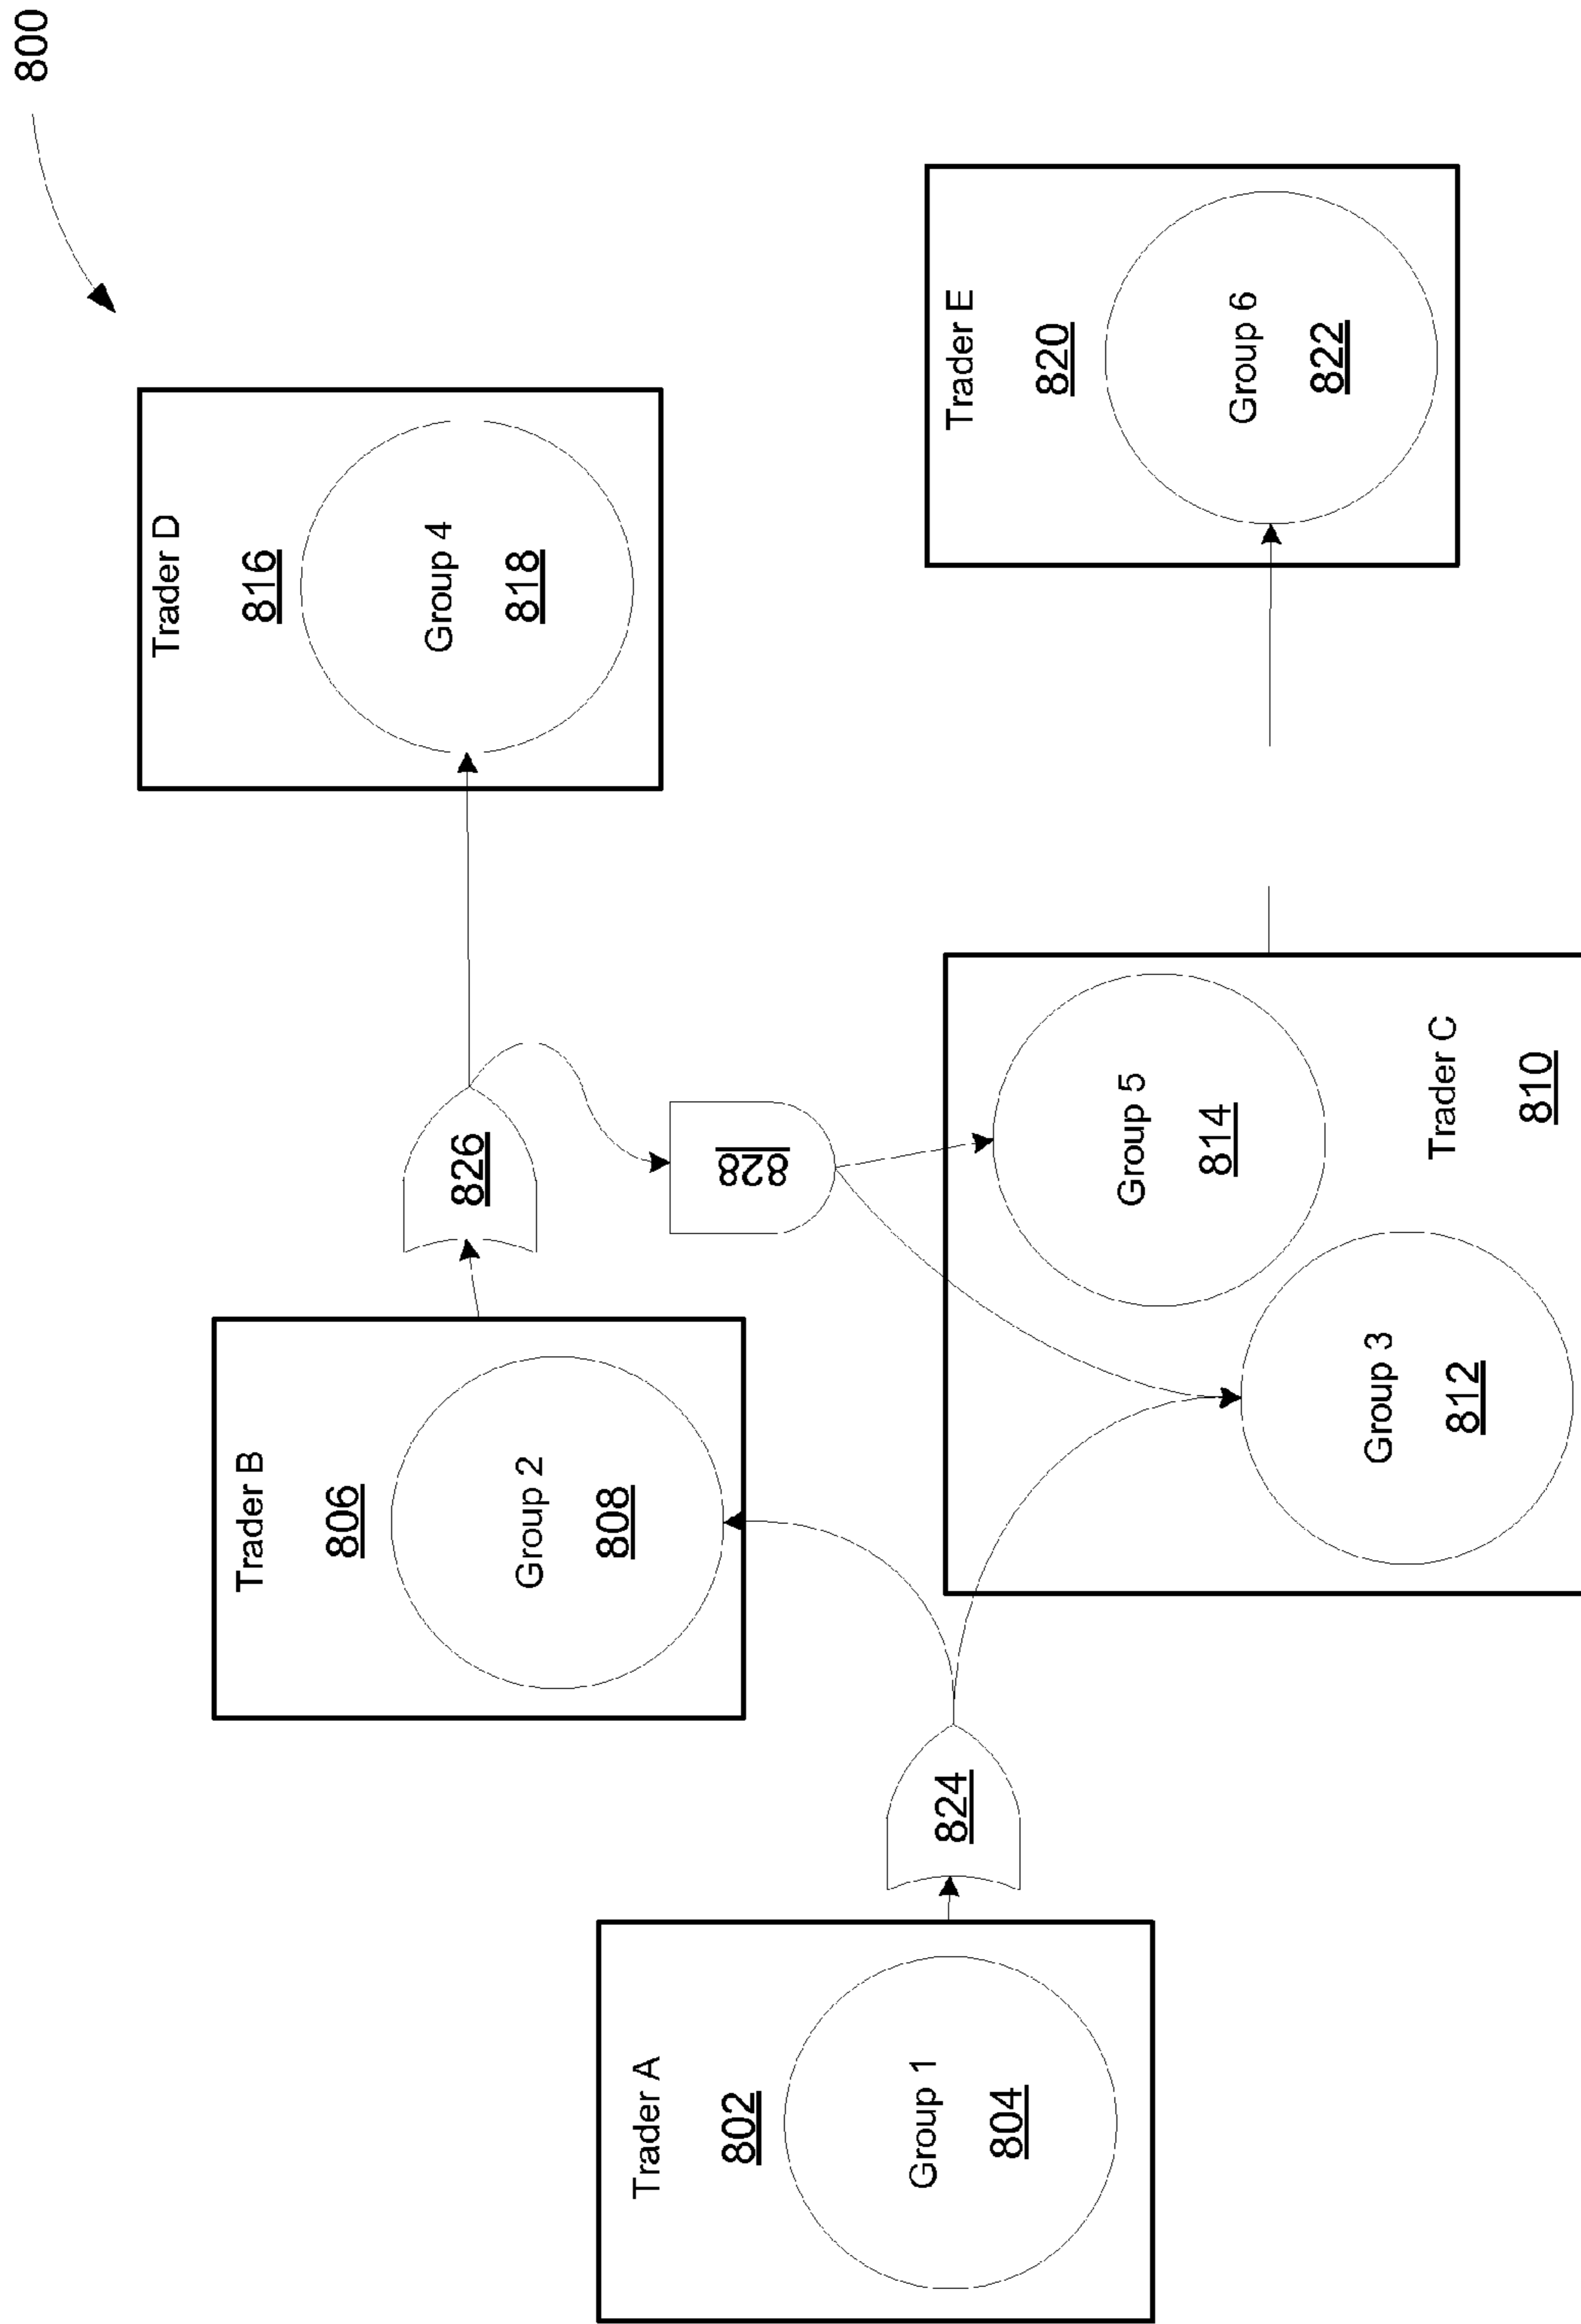 800
Trader D
816
Group 4
818
Trader E
820
Group 6
822
826
828
Trader B
806
Group 2
808
Group 5
814
Group 3
812
Trader C
810
824
Trader A
802
Group 1
804